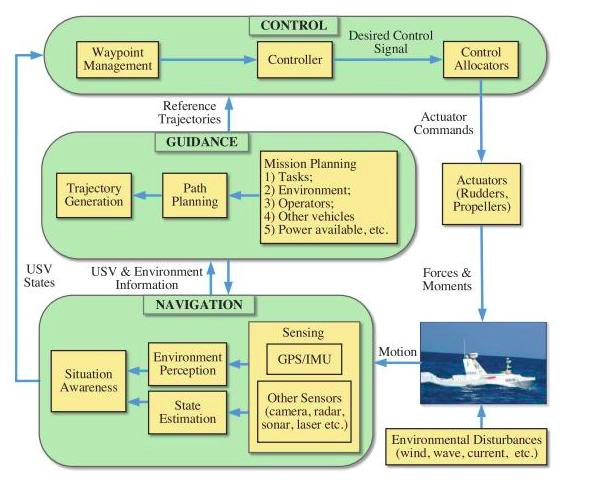 CONTROL
Waypoint
Management
Controller
Desired Control
Signal
Control
Allocators
Reference
Trajectories
Actuator
Commands
GUIDANCE
Trajectory
Generation
Path
Planning
Mission Planning
1) Tasks;
2) Environment;
3) Operators;
4) Other vehicles
5) Power available, etc.
Actuators
(Rudders,
Propellers)
USV
States
USV & Environment
Information
Forces &
Moments
NAVIGATION
Situation
Awareness
Environment
Perception
State
Estimation
Sensing
GPS/IMU
Other Sensors
(camera, radar,
sonar, laser etc.)
Motion
Environmental Disturbances
(wind, wave, current, etc.)